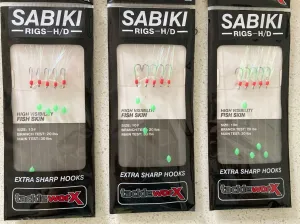 SABIKI
RIGS-H/D
HIGH VISIBILITY
FISH SKIN
EXTRA SHARP HOOKS
tackleworX
SABIKI
RIGS-H/D
HIGH VISIBILITY
FISH SKIN
EXTRA SHARP HOOKS
tackleworX
SABIKI
RIGS-H/D
HIGH VISIBILITY
FISH SKIN
EXTRA SHARP HOOKS
tackleworX